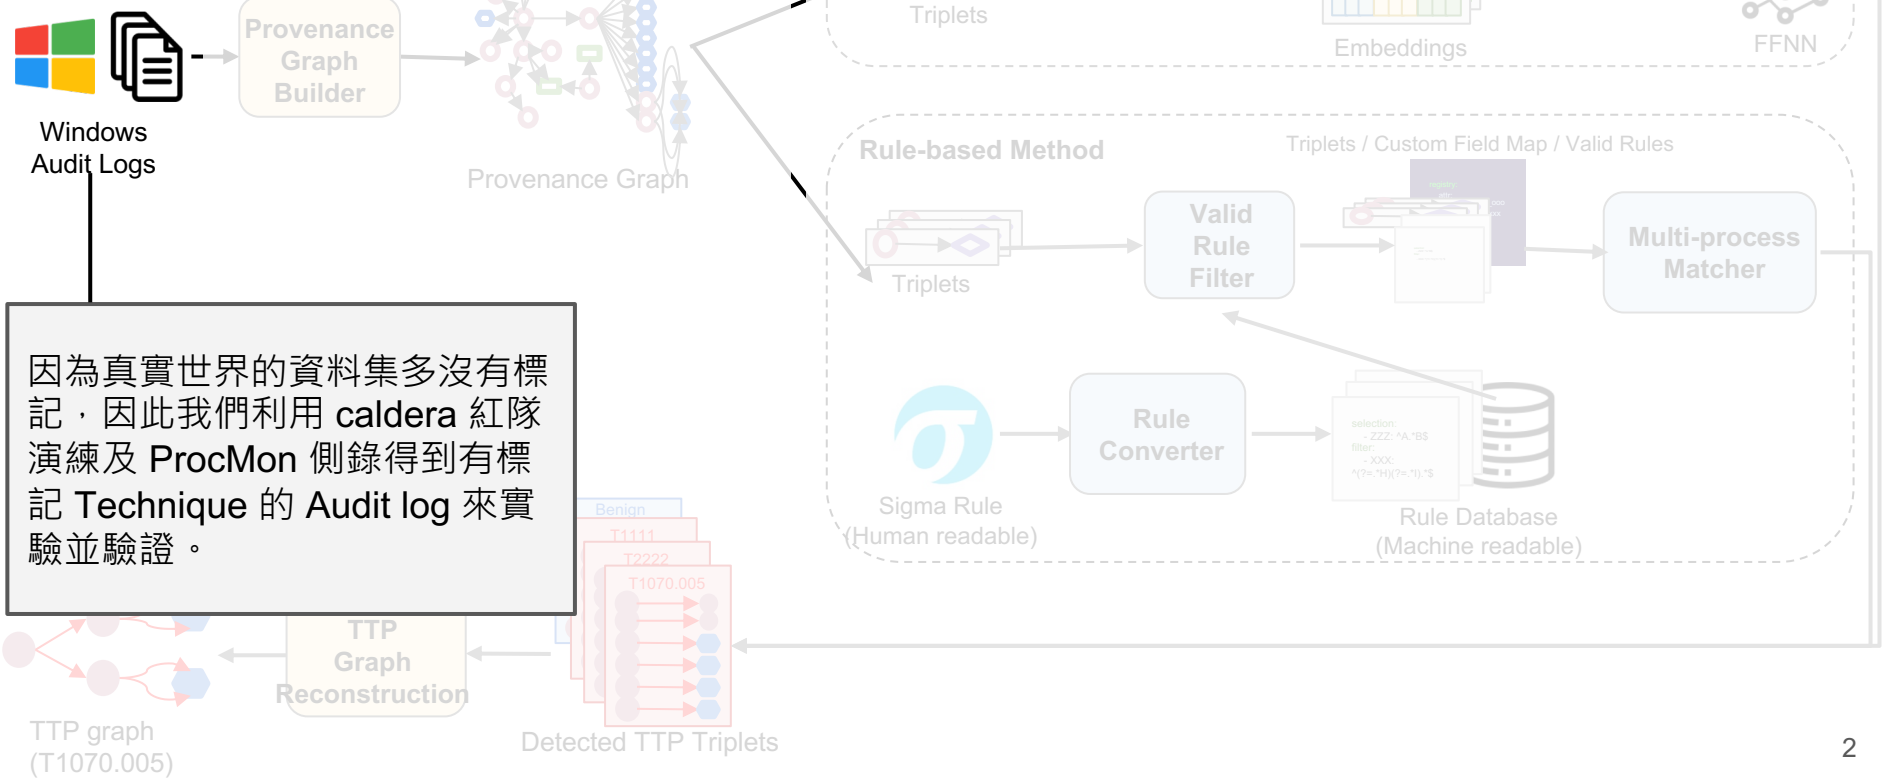 Provenance
Graph
Builder
Windows
Audit Logs
Provenance Graph
Triplets
Embeddings
FFNN
Rule-based Method
Triplets / Custom Field Map / Valid Rules
registry
Triplets
Valid
Rule
Filter
Multi-process
Matcher
因為真實世界的資料集多沒有標
記，因此我們利用 caldera 紅隊
演練及 ProcMon 側錄得到有標
記 Technique 的 Audit log 來實
驗並驗證。
Sigma Rule
(Human readable)
Rule
Converter
selection:
- ZZZ: ^A.*B$
filter:
- XXX:
^(?=.*H)(?=.*I).*$
Rule Database
(Machine readable)
Benign
T1111
T2222
T1070.005
Detected TTP Triplets
TTP
Graph
Reconstruction
TTP graph
(T1070.005)
2